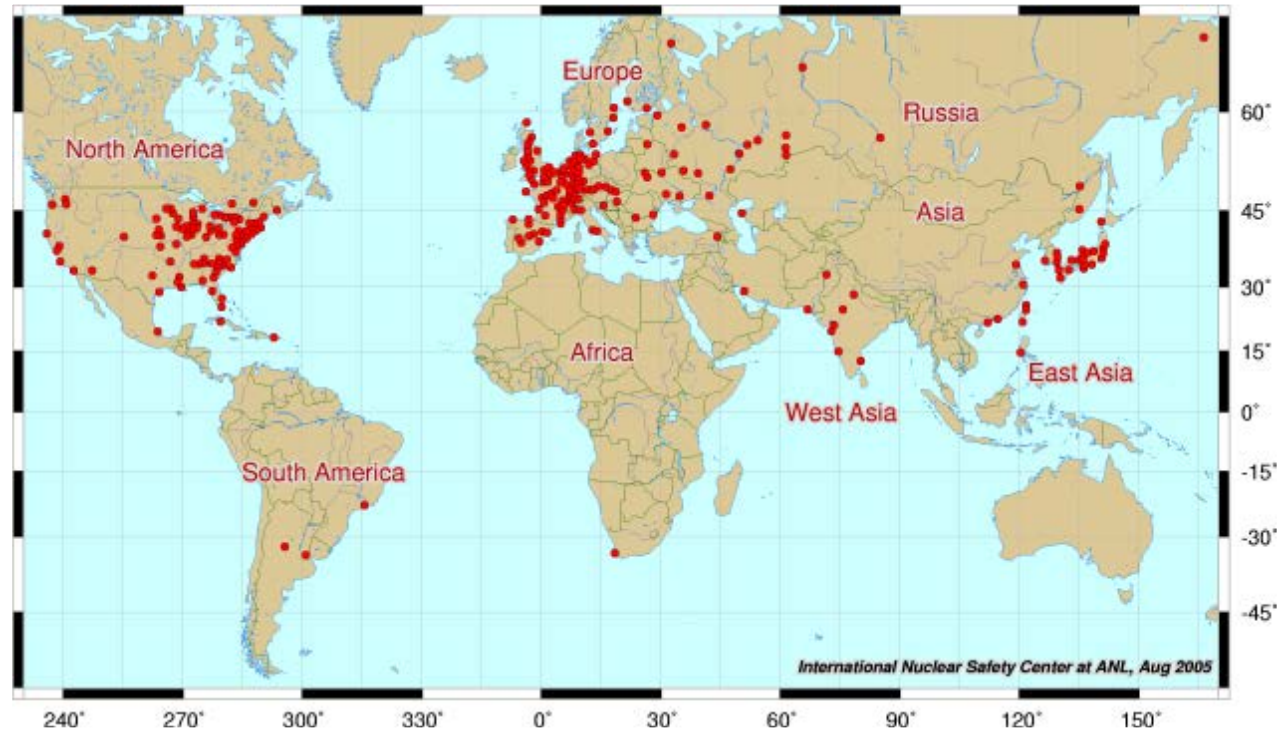 Europe
60°
Russia
North America
45°
Asia
30°
15°
Africa
East Asia
0°
West Asia
-15°
South America
-30°
-45°
International Nuclear Safety Center at ANL, Aug 2005
240° 270° 300° 330° 0° 30° 60° 90° 120° 150°